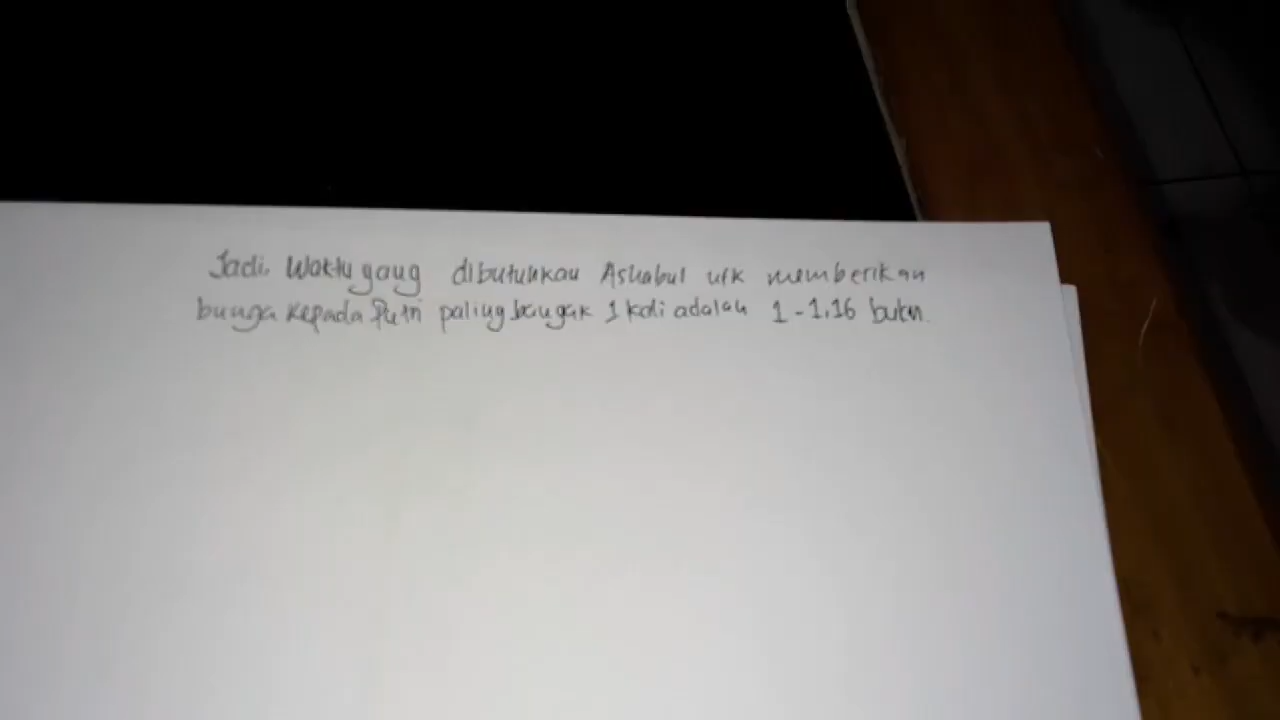 Jadi Waktu yang dibutuhkan Ashabul utk memberikan
bunga kepada Putri paling banyak 1 kali adalah 1-1,16 bulan.